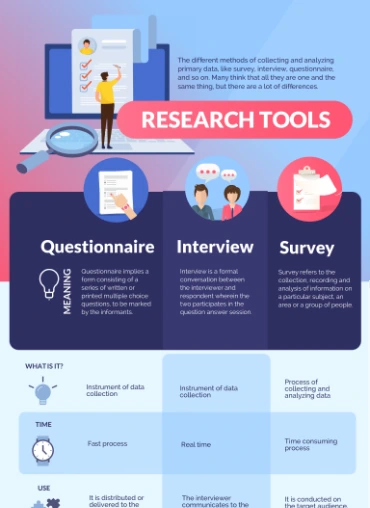 The different methods of collecting and analyzing
primary data, like survey, interview, questionnaire,
and so on. Many think that all they are one and the
same thing, but there are a lot of differences.
RESEARCH TOOLS
Questionnaire
Interview
Survey
MEANING
Questionnaire implies a
form consisting of a
series of written or
printed multiple choice
questions, to be marked
by the informants.
Interview is a formal
conversation between
the interviewer and
respondent wherein the
two participates in the
question answer session
Survey refers to the
collection, recording and
analysis of information on
a particular subject, an
area or a group of people
WHAT IS IT?
Instrument of data
collection
Instrument of data
collection
Process of
collecting and
analyzing data
TIME
Fast process
Real time
Time consuming
process
USE
It is distributed or
delivered to the
The interviewer
communicates to the
It is conducted on
the target audience